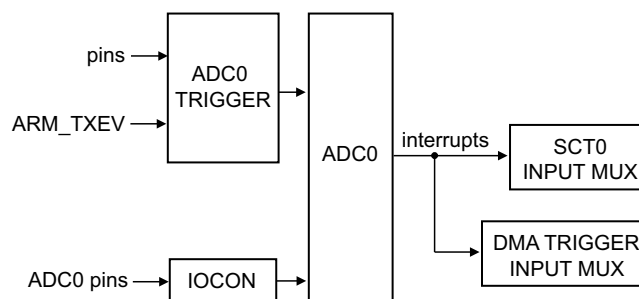 pins
ADC0
TRIGGER
ARM_TXEV
ADC0
interrupts
SCT0
INPUT MUX
DMA TRIGGER
INPUT MUX
ADC0 pins
IOCON